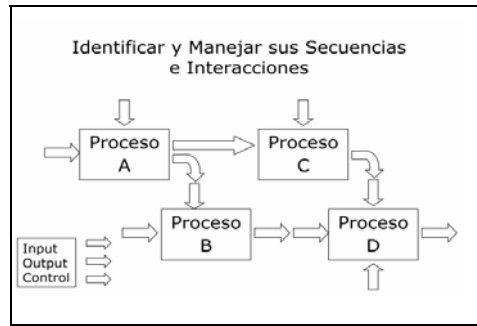 Identificar y Manejar sus Secuencias
e Interacciones
Proceso
A
Proceso
C
Proceso
B
Proceso
D
Input
Output
Control